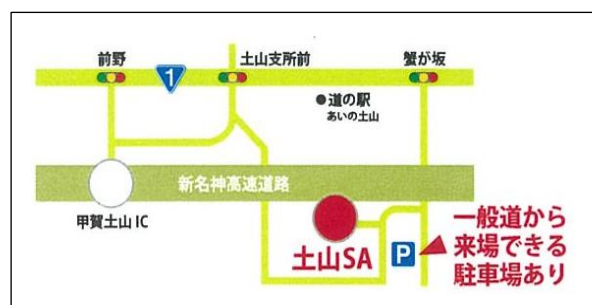 前野
土山支所前
蟹が坂
1
道の駅
あいの土山
新名神高速道路
甲賀土山IC
土山SA
P
一般道から
来場できる
駐車場あり